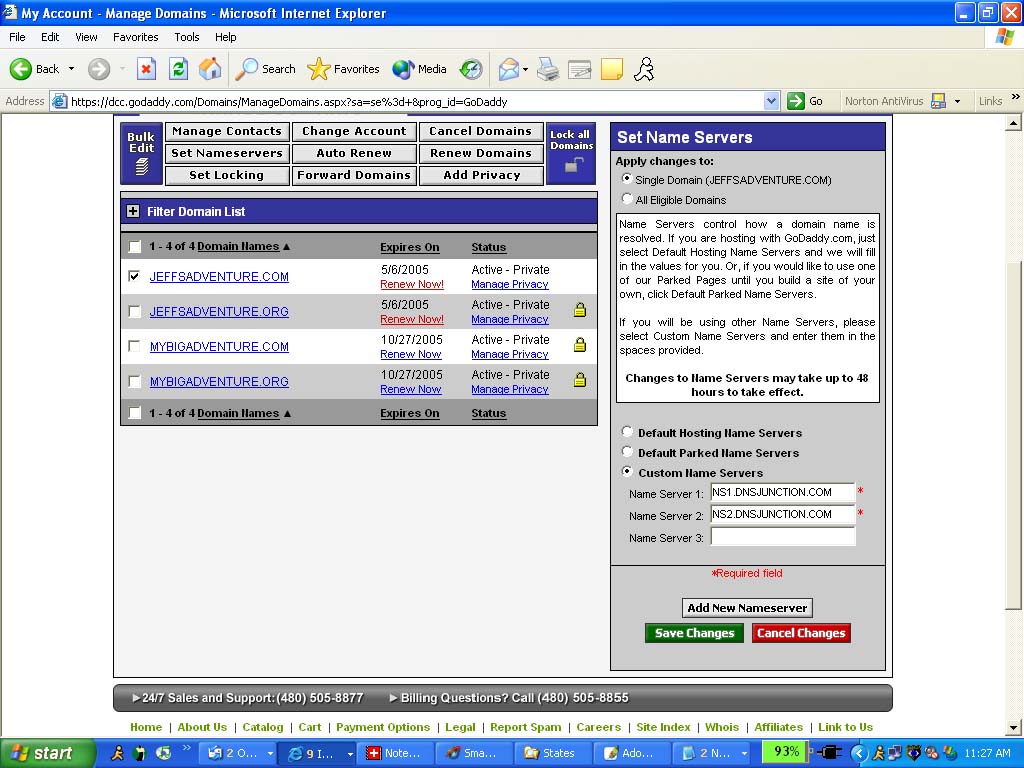 My Account - Manage Domains - Microsoft Internet Explorer
File Edit View Favorites Tools Help
Back Search Favorites Media
Address https://dcc.godaddy.com/Domains/ManageDomains.aspx?sa=se%3d+&prog_id=GoDaddy Go Norton AntiVirus Links »
Bulk Edit
Manage Contacts Change Account Cancel Domains
Set Nameservers Auto Renew Renew Domains
Set Locking Forward Domains Add Privacy
Lock all Domains
Filter Domain List
1 - 4 of 4 Domain Names ▲ Expires On Status
JEFFSADVENTURE.COM 5/6/2005 Active - Private
Renew Now! Manage Privacy
JEFFSADVENTURE.ORG 5/6/2005 Active - Private
Renew Now! Manage Privacy
MYBIGADVENTURE.COM 10/27/2005 Active - Private
Renew Now Manage Privacy
MYBIGADVENTURE.ORG 10/27/2005 Active - Private
Renew Now Manage Privacy
1 - 4 of 4 Domain Names ▲ Expires On Status
Set Name Servers
Apply changes to:
Single Domain (JEFFSADVENTURE.COM)
All Eligible Domains
Name Servers control how a domain name is
resolved. If you are hosting with GoDaddy.com, just
select Default Hosting Name Servers and we will fill
in the values for you. Or, if you would like to use one
of our Parked Pages until you build a site of your
own, click Default Parked Name Servers.
If you will be using other Name Servers, please
select Custom Name Servers and enter them in the
spaces provided.
Changes to Name Servers may take up to 48
hours to take effect.
Default Hosting Name Servers
Default Parked Name Servers
Custom Name Servers
Name Server 1: NS1.DNSJUNCTION.COM *
Name Server 2: NS2.DNSJUNCTION.COM *
Name Server 3:
*Required field
Add New Nameserver
Save Changes Cancel Changes
24/7 Sales and Support: (480) 505-8877 Billing Questions? Call (480) 505-8855
Home | About Us | Catalog | Cart | Payment Options | Legal | Report Spam | Careers | Site Index | Whois | Affiliates | Link to Us
start » 2 O... 9 I... Note... Sma... States Ado... 2 N... 93% 11:27 AM